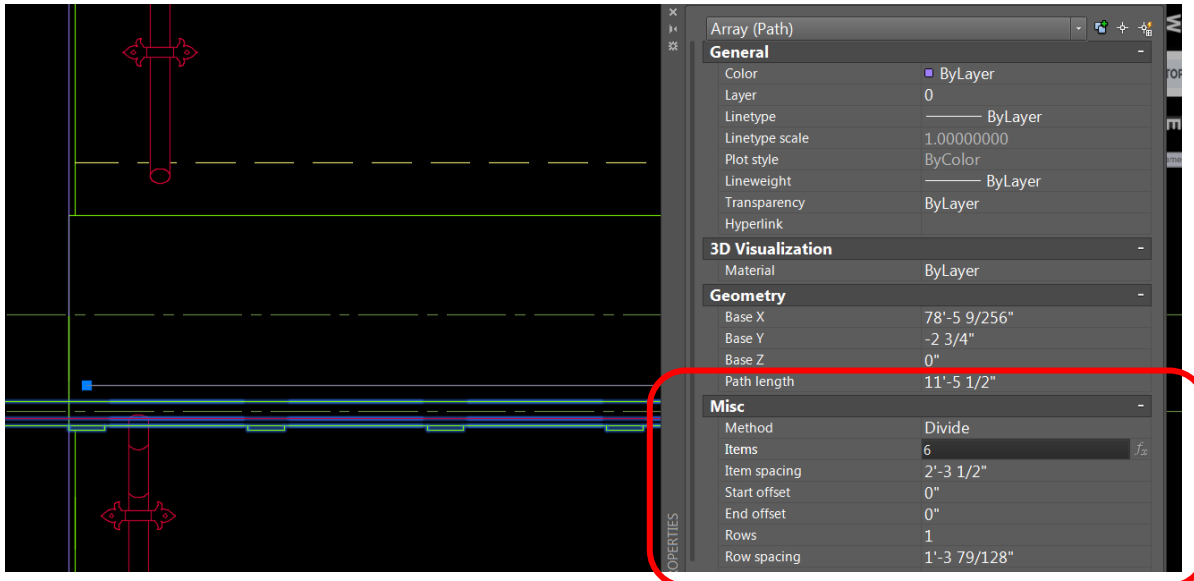 Array (Path)
General -
Color ByLayer
Layer 0
Linetype ByLayer
Linetype scale 1.00000000
Plot style ByColor
Lineweight ByLayer
Transparency ByLayer
Hyperlink
3D Visualization -
Material ByLayer
Geometry -
Base X 78'-5 9/256"
Base Y -2 3/4"
Base Z 0"
Path length 11'-5 1/2"
Misc -
Method Divide
Items 6
Item spacing 2'-3 1/2"
Start offset 0"
End offset 0"
Rows 1
Row spacing 1'-3 79/128"
W
TOP
E